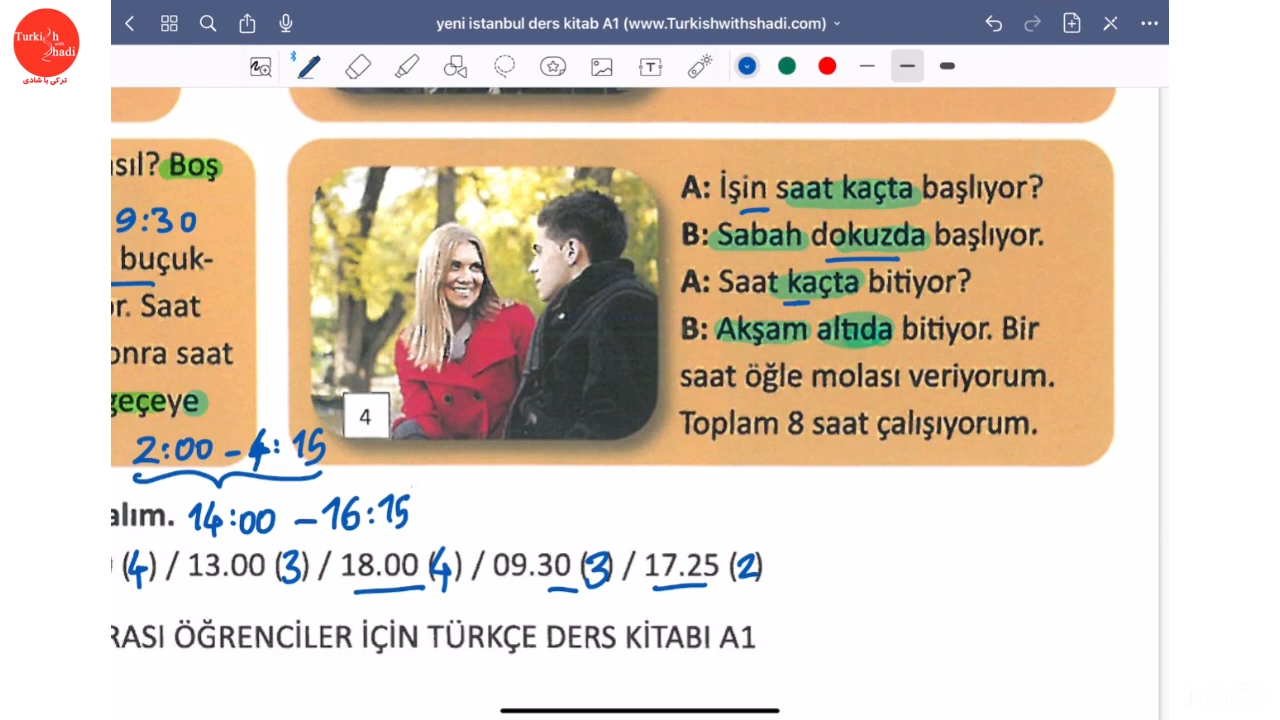 Turkish with Shadi
ترکی با شادی
yeni istanbul ders kitab A1 (www.Turkishwithshadi.com)
T
asıl? Boş
9:30
buçuk-
or. Saat
onra saat
geçeye
2:00 - 4:15
4
A: İşin saat kaçta başlıyor?
B: Sabah dokuzda başlıyor.
A: Saat kaçta bitiyor?
B: Akşam altıda bitiyor. Bir
saat öğle molası veriyorum.
Toplam 8 saat çalışıyorum.
alım. 14:00 - 16:15
(4) / 13.00 (3) / 18.00 (4) / 09.30 (3) / 17.25 (2)
RASI ÖĞRENCİLER İÇİN TÜRKÇE DERS KİTABI A1